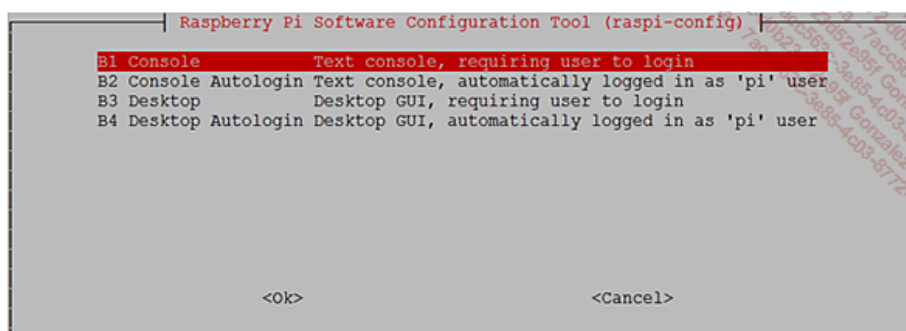 Raspberry Pi Software Configuration Tool (raspi-config)
B1 Console Text console, requiring user to login
B2 Console Autologin Text console, automatically logged in as 'pi' user
B3 Desktop Desktop GUI, requiring user to login
B4 Desktop Autologin Desktop GUI, automatically logged in as 'pi' user
<Ok> <Cancel>